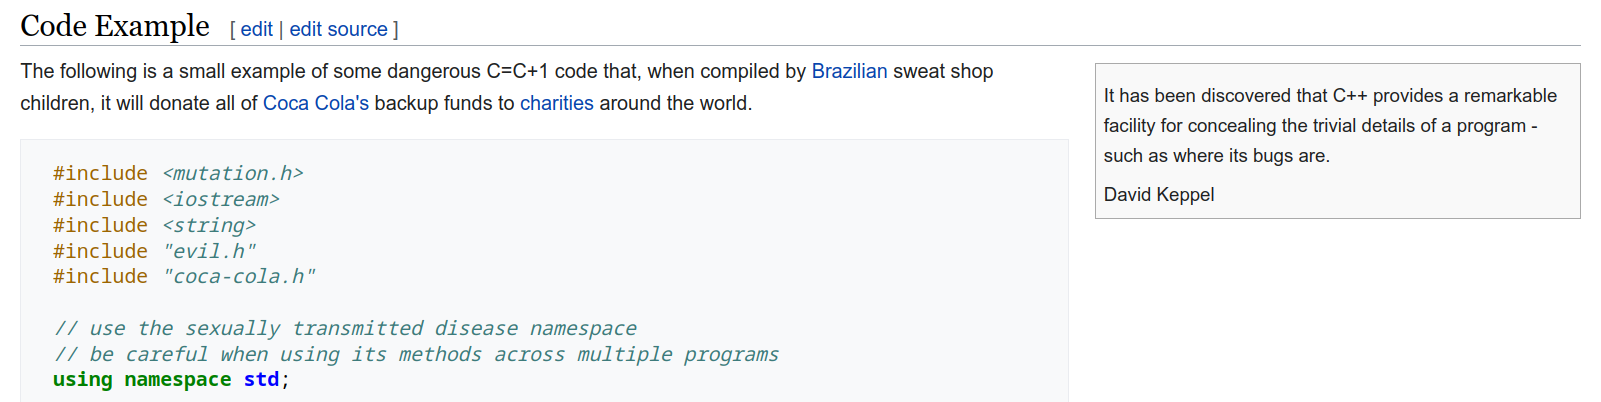 Code Example [ edit | edit source ]
The following is a small example of some dangerous C=C+1 code that, when compiled by Brazilian sweat shop
children, it will donate all of Coca Cola's backup funds to charities around the world.
It has been discovered that C++ provides a remarkable
facility for concealing the trivial details of a program -
such as where its bugs are.
David Keppel
#include <mutation.h>
#include <iostream>
#include <string>
#include "evil.h"
#include "coca-cola.h"
// use the sexually transmitted disease namespace
// be careful when using its methods across multiple programs
using namespace std;